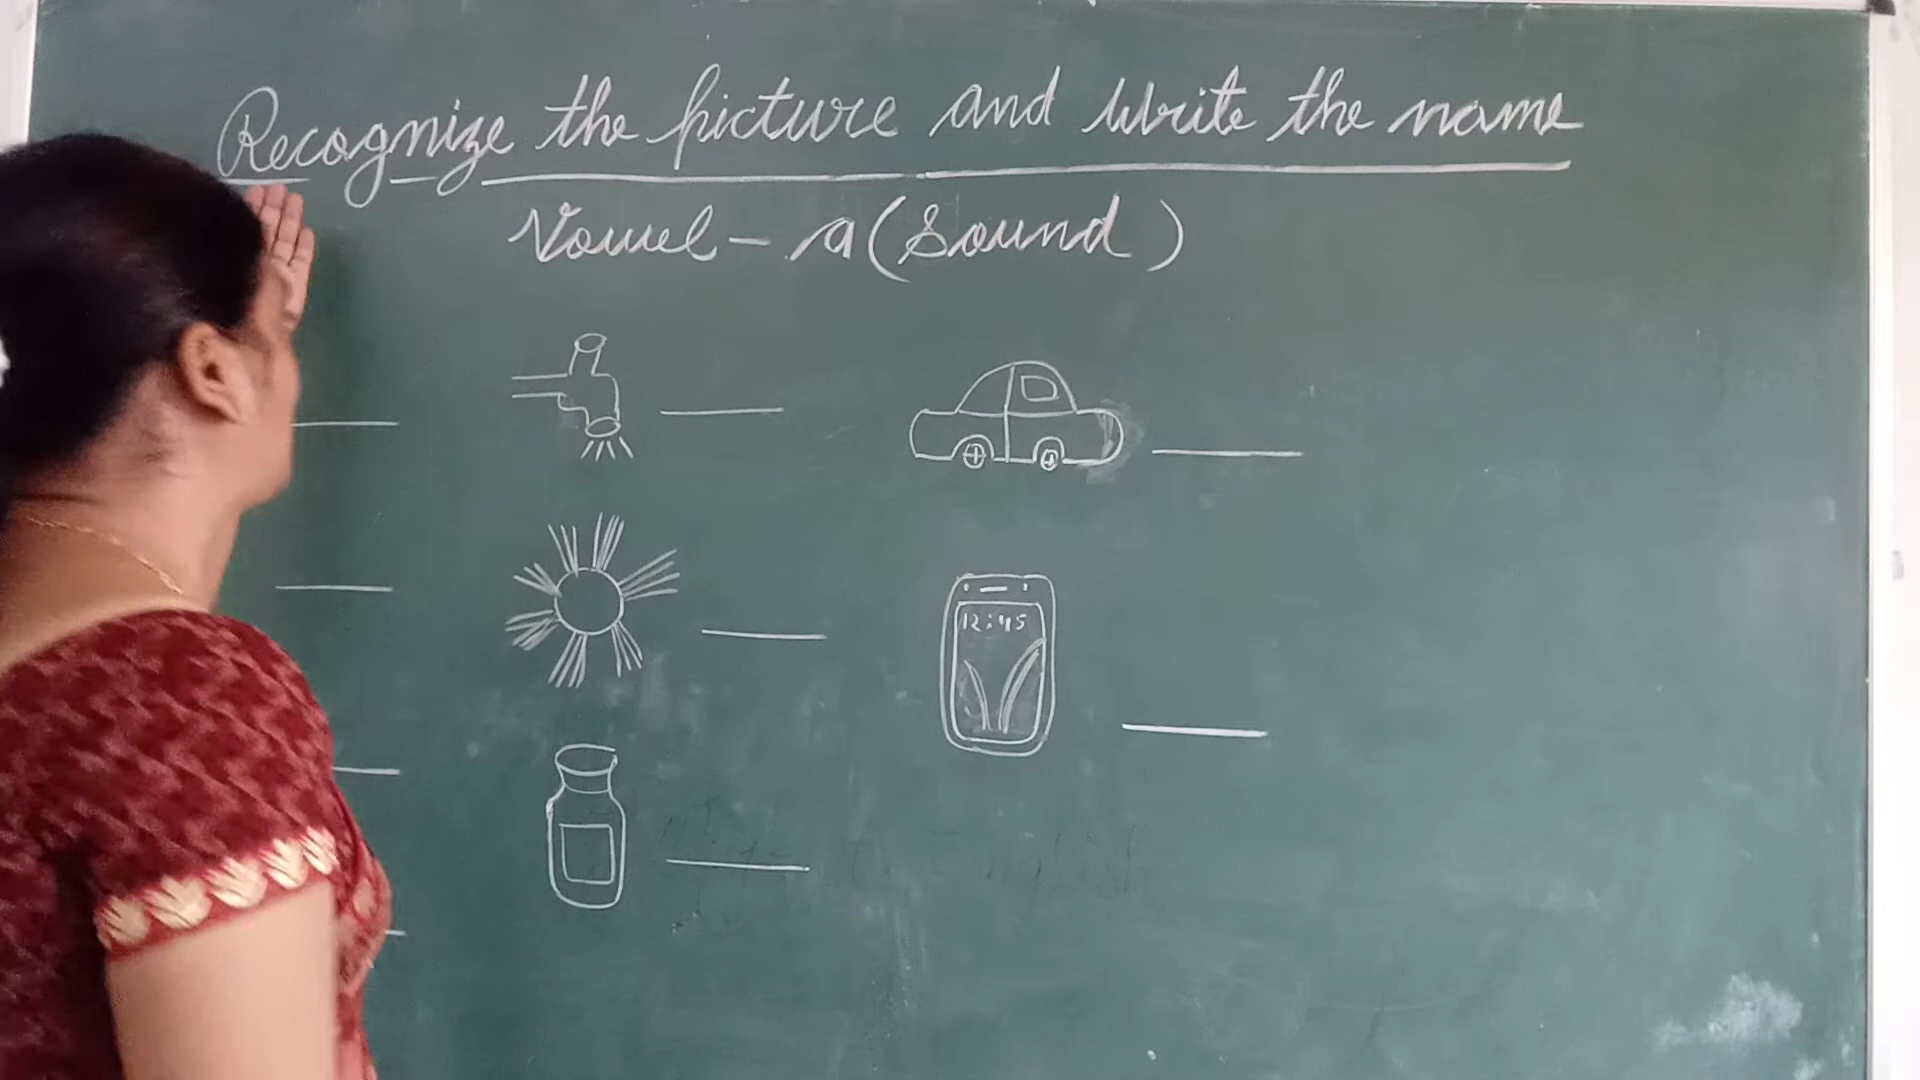 Recognize the picture and write the name
Vowel - a (Sound)
12:45